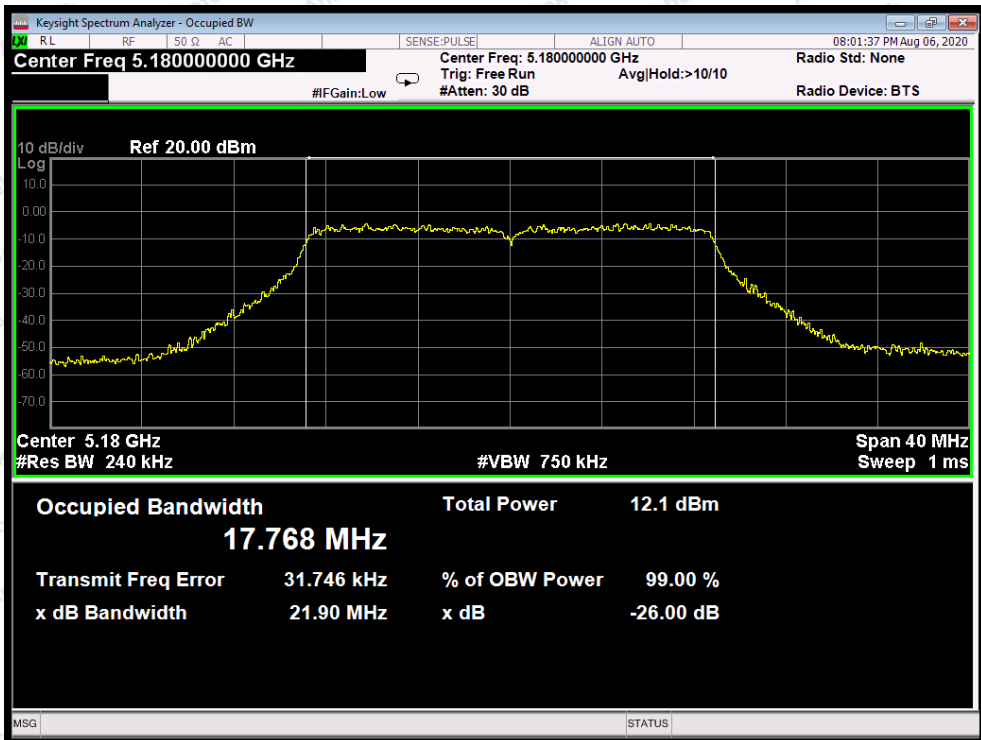 Keysight Spectrum Analyzer - Occupied BW
LXI RL RF 50 Ω AC SENSE:PULSE ALIGN AUTO 08:01:37 PM Aug 06, 2020
Center Freq 5.180000000 GHz Center Freq: 5.180000000 GHz Radio Std: None
Trig: Free Run Avg|Hold:>10/10
#IFGain:Low #Atten: 30 dB Radio Device: BTS
10 dB/div Ref 20.00 dBm
Log
10.0
0.00
-10.0
-20.0
-30.0
-40.0
-50.0
-60.0
-70.0
Center 5.18 GHz Span 40 MHz
#Res BW 240 kHz #VBW 750 kHz Sweep 1 ms
Occupied Bandwidth Total Power 12.1 dBm
17.768 MHz
Transmit Freq Error 31.746 kHz % of OBW Power 99.00 %
x dB Bandwidth 21.90 MHz x dB -26.00 dB
MSG STATUS